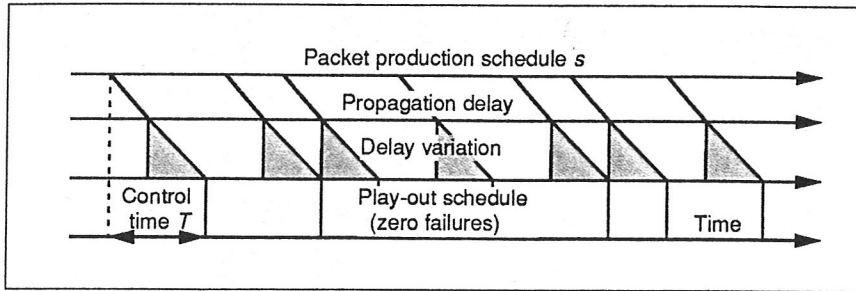 Packet production schedule s
Propagation delay
Delay variation
Control
time T
Play-out schedule
(zero failures)
Time